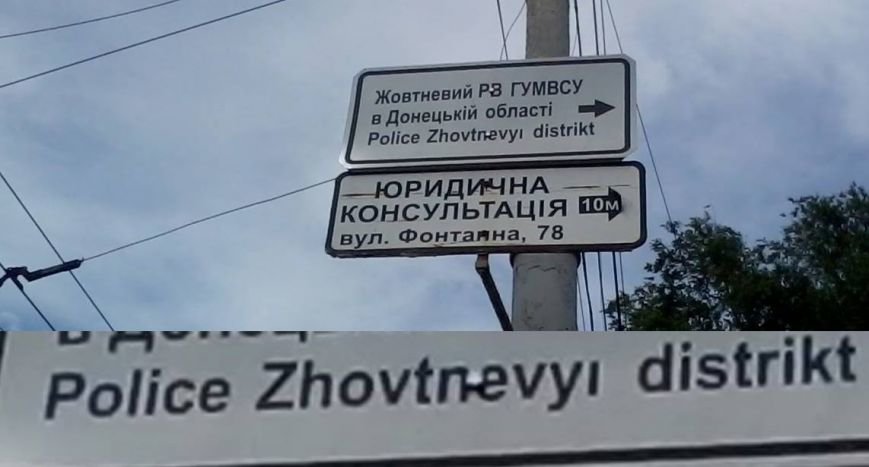 Жовтневий РВ ГУМВСУ
в Донецькій області
Police Zhovtnevyı distrikt
ЮРИДИЧНА
КОНСУЛЬТАЦІЯ 10м
вул. Фонтанна, 78
Police Zhovtnevyı distrikt